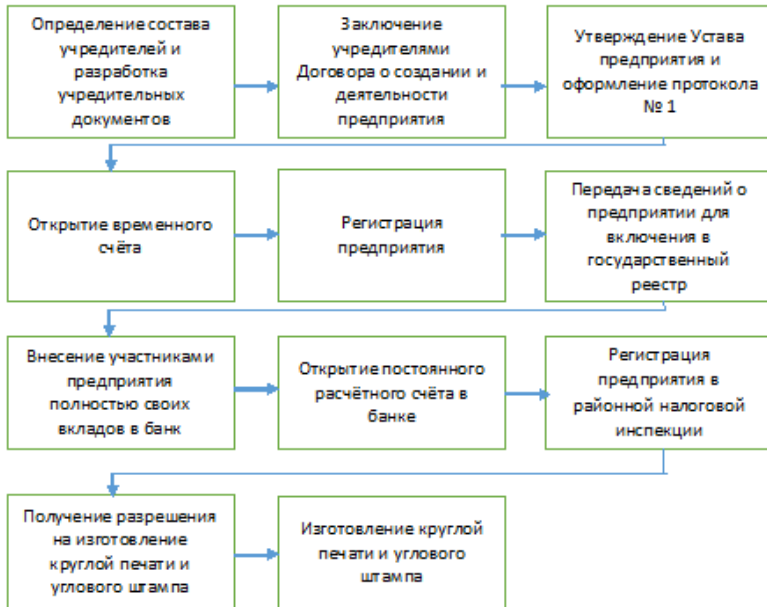 Определение состава
учредителей и
разработка
учредительных
документов
Заключение
учредителями
Договора о создании и
деятельности
предприятия
Утверждение Устава
предприятия и
оформление протокола
№ 1
Открытие временного
счёта
Регистрация
предприятия
Передача сведений о
предприятии для
включения в
государственный
реестр
Внесение участниками
предприятия
полностью своих
вкладов в банк
Открытие постоянного
расчётного счёта в
банке
Регистрация
предприятия в
районной налоговой
инспекции
Получение разрешения
на изготовление
круглой печати и
углового штампа
Изготовление круглой
печати и углового
штампа